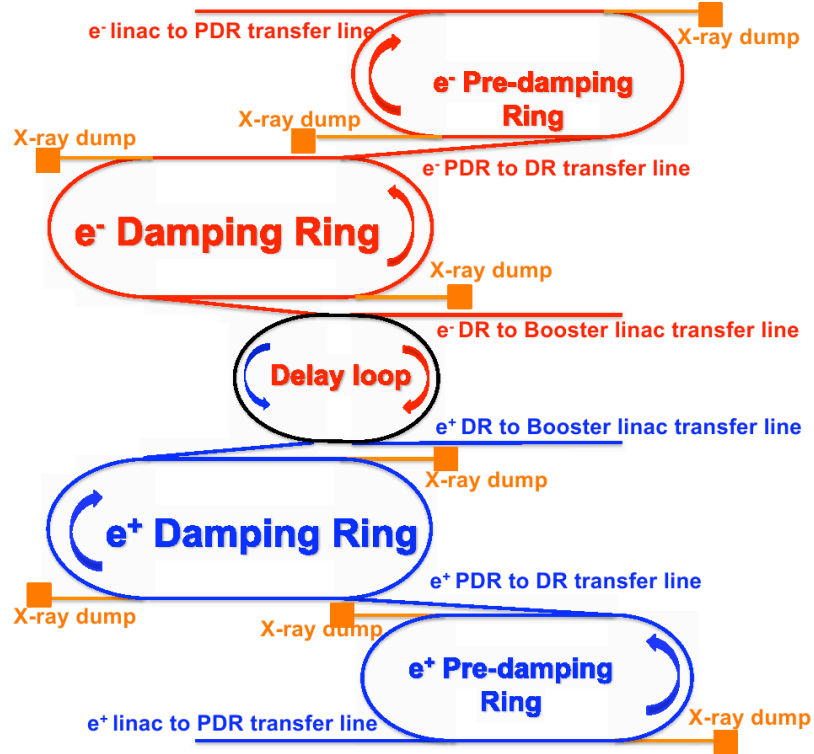 e⁻ linac to PDR transfer line
X-ray dump
e⁻ Pre-damping
Ring
X-ray dump
X-ray dump
e⁻ PDR to DR transfer line
e⁻ Damping Ring
X-ray dump
e⁻ DR to Booster linac transfer line
Delay loop
e⁺ DR to Booster linac transfer line
X-ray dump
e⁺ Damping Ring
e⁺ PDR to DR transfer line
X-ray dump
X-ray dump
e⁺ Pre-damping
Ring
e⁺ linac to PDR transfer line
X-ray dump